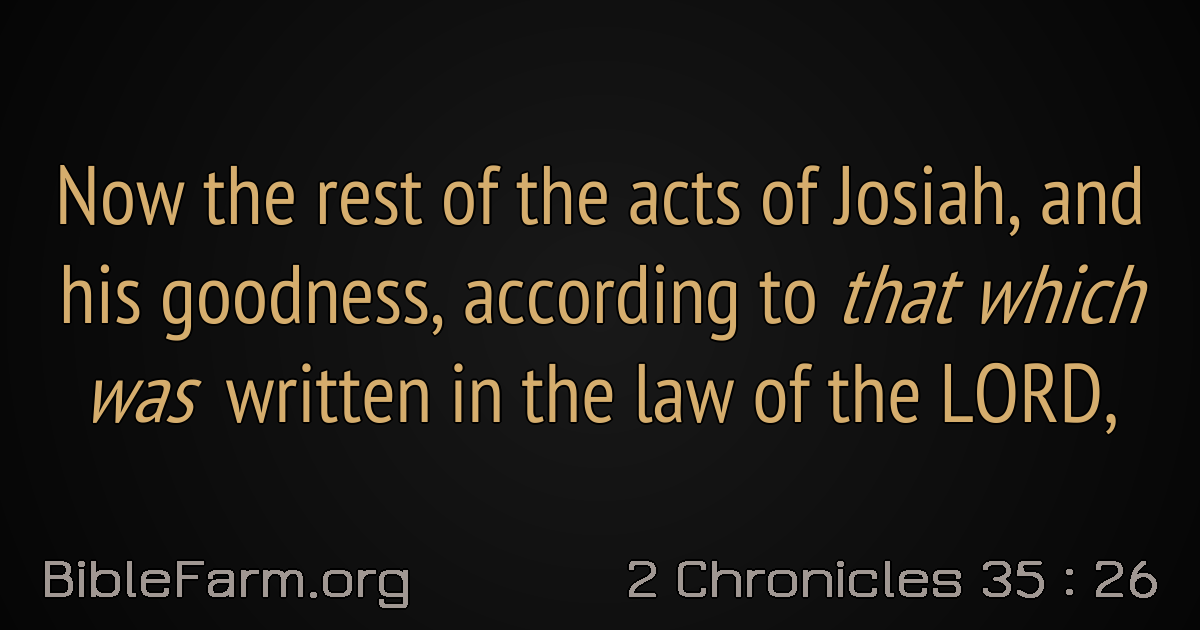 Now the rest of the acts of Josiah, and
his goodness, according to that which
was written in the law of the LORD,
BibleFarm.org
2 Chronicles 35 : 26